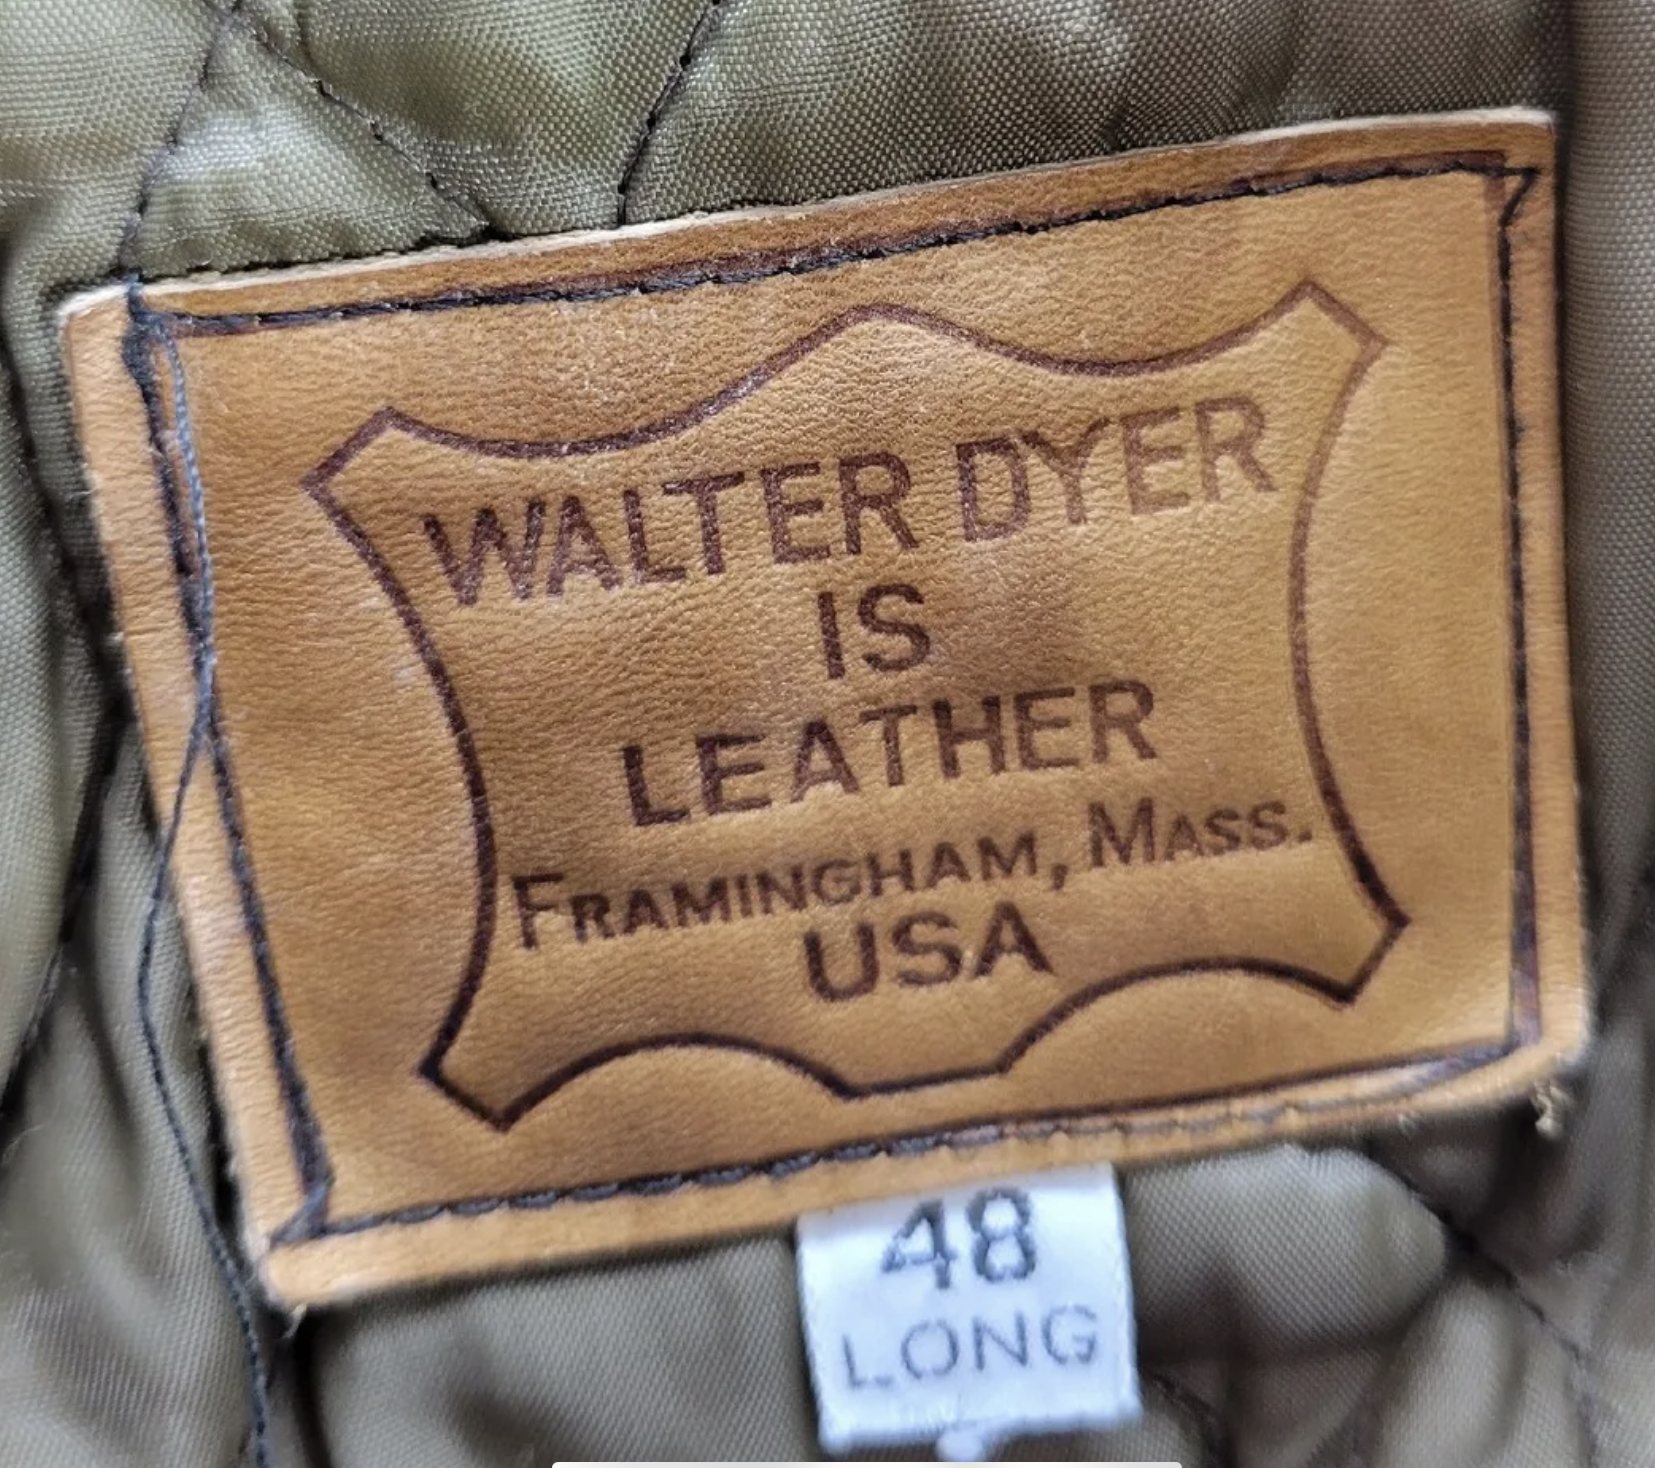 WALTER DYER
IS
LEATHER
FRAMINGHAM, MASS.
USA
48
LONG